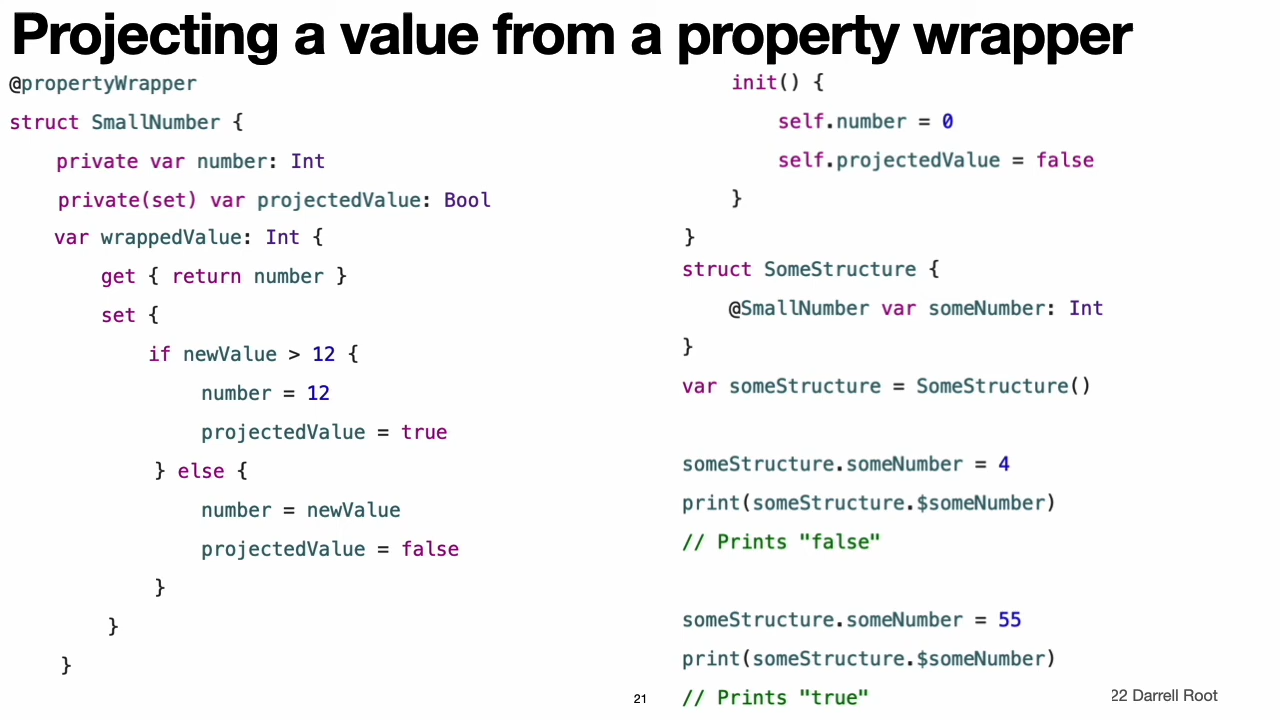 Projecting a value from a property wrapper
@propertyWrapper
struct SmallNumber {
    private var number: Int
    private(set) var projectedValue: Bool
    var wrappedValue: Int {
        get { return number }
        set {
            if newValue > 12 {
                number = 12
                projectedValue = true
            } else {
                number = newValue
                projectedValue = false
            }
        }
    }
    init() {
        self.number = 0
        self.projectedValue = false
    }
}
struct SomeStructure {
    @SmallNumber var someNumber: Int
}
var someStructure = SomeStructure()
someStructure.someNumber = 4
print(someStructure.$someNumber)
// Prints "false"
someStructure.someNumber = 55
print(someStructure.$someNumber)
// Prints "true"
21
22 Darrell Root